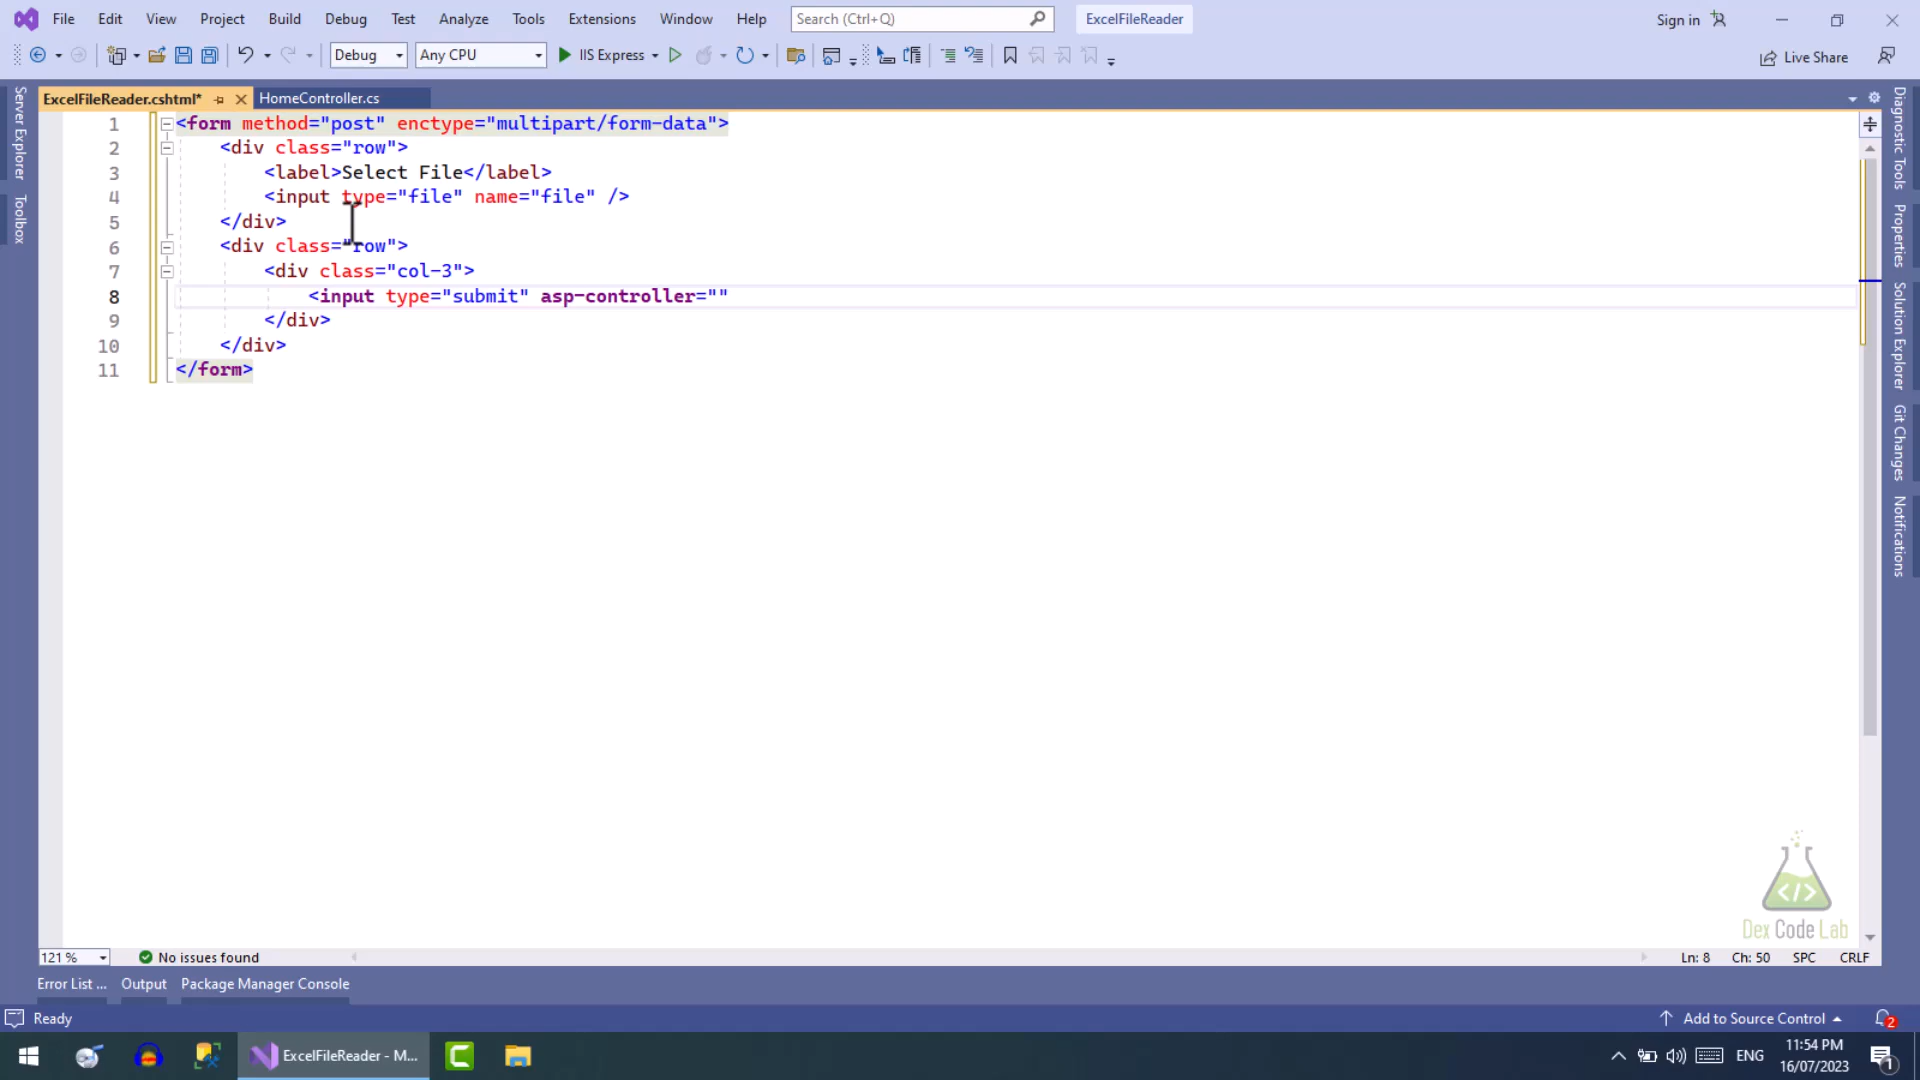 File Edit View Project Build Debug Test Analyze Tools Extensions Window Help Search (Ctrl+Q) ExcelFileReader Sign in
Debug Any CPU IIS Express Live Share
ExcelFileReader.cshtml* HomeController.cs
Server Explorer
Toolbox
1 <form method="post" enctype="multipart/form-data">
2 <div class="row">
3 <label>Select File</label>
4 <input type="file" name="file" />
5 </div>
6 <div class="row">
7 <div class="col-3">
8 <input type="submit" asp-controller=""
9 </div>
10 </div>
11 </form>
Diagnostic Tools
Properties
Solution Explorer
Git Changes
Notifications
</> 
Dex Code Lab
121 % No issues found Ln: 8 Ch: 50 SPC CRLF
Error List ... Output Package Manager Console
Ready Add to Source Control 2
ExcelFileReader - M... ENG 11:54 PM
16/07/2023 1